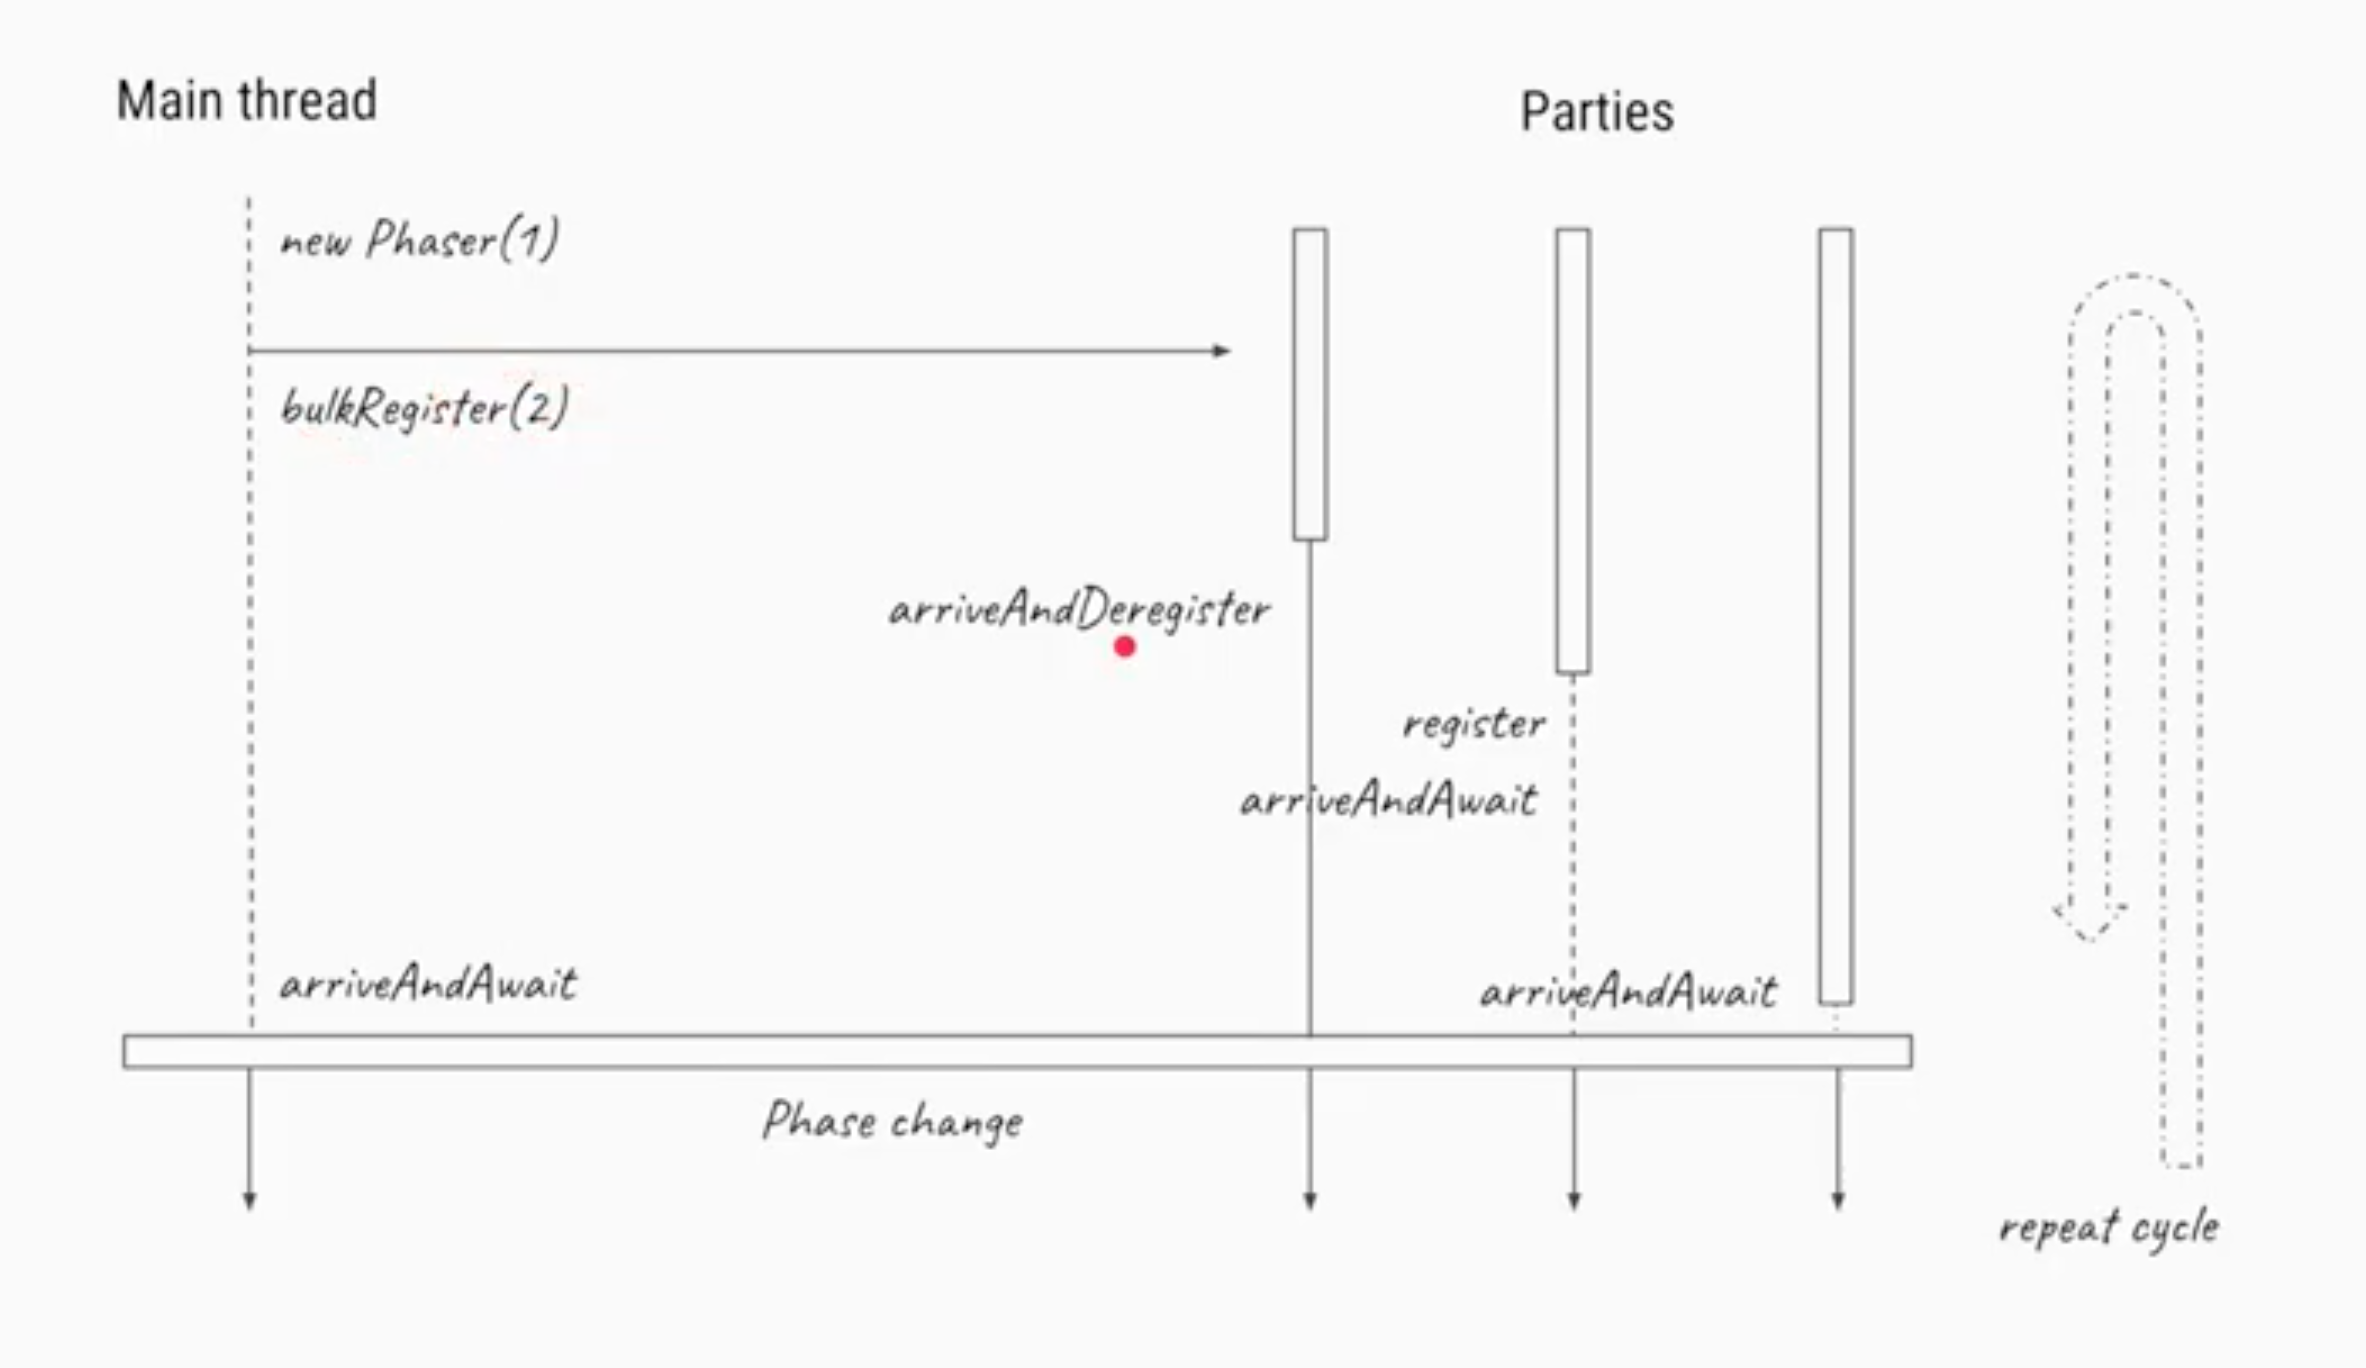 Main thread
Parties
new Phaser(1)
bulkRegister(2)
arriveAndDeregister
register
arriveAndAwait
arriveAndAwait
arriveAndAwait
Phase change
repeat cycle